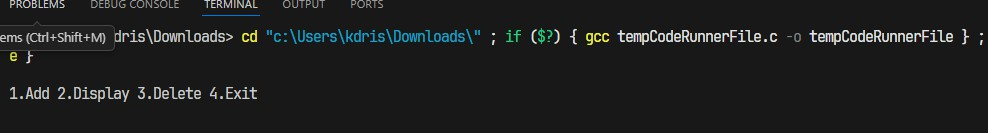 PROBLEMS DEBUG CONSOLE TERMINAL OUTPUT PORTS
ems (Ctrl+Shift+M) dris\Downloads> cd "c:\Users\kdris\Downloads\" ; if ($?) { gcc tempCodeRunnerFile.c -o tempCodeRunnerFile } ;
e }
1.Add 2.Display 3.Delete 4.Exit